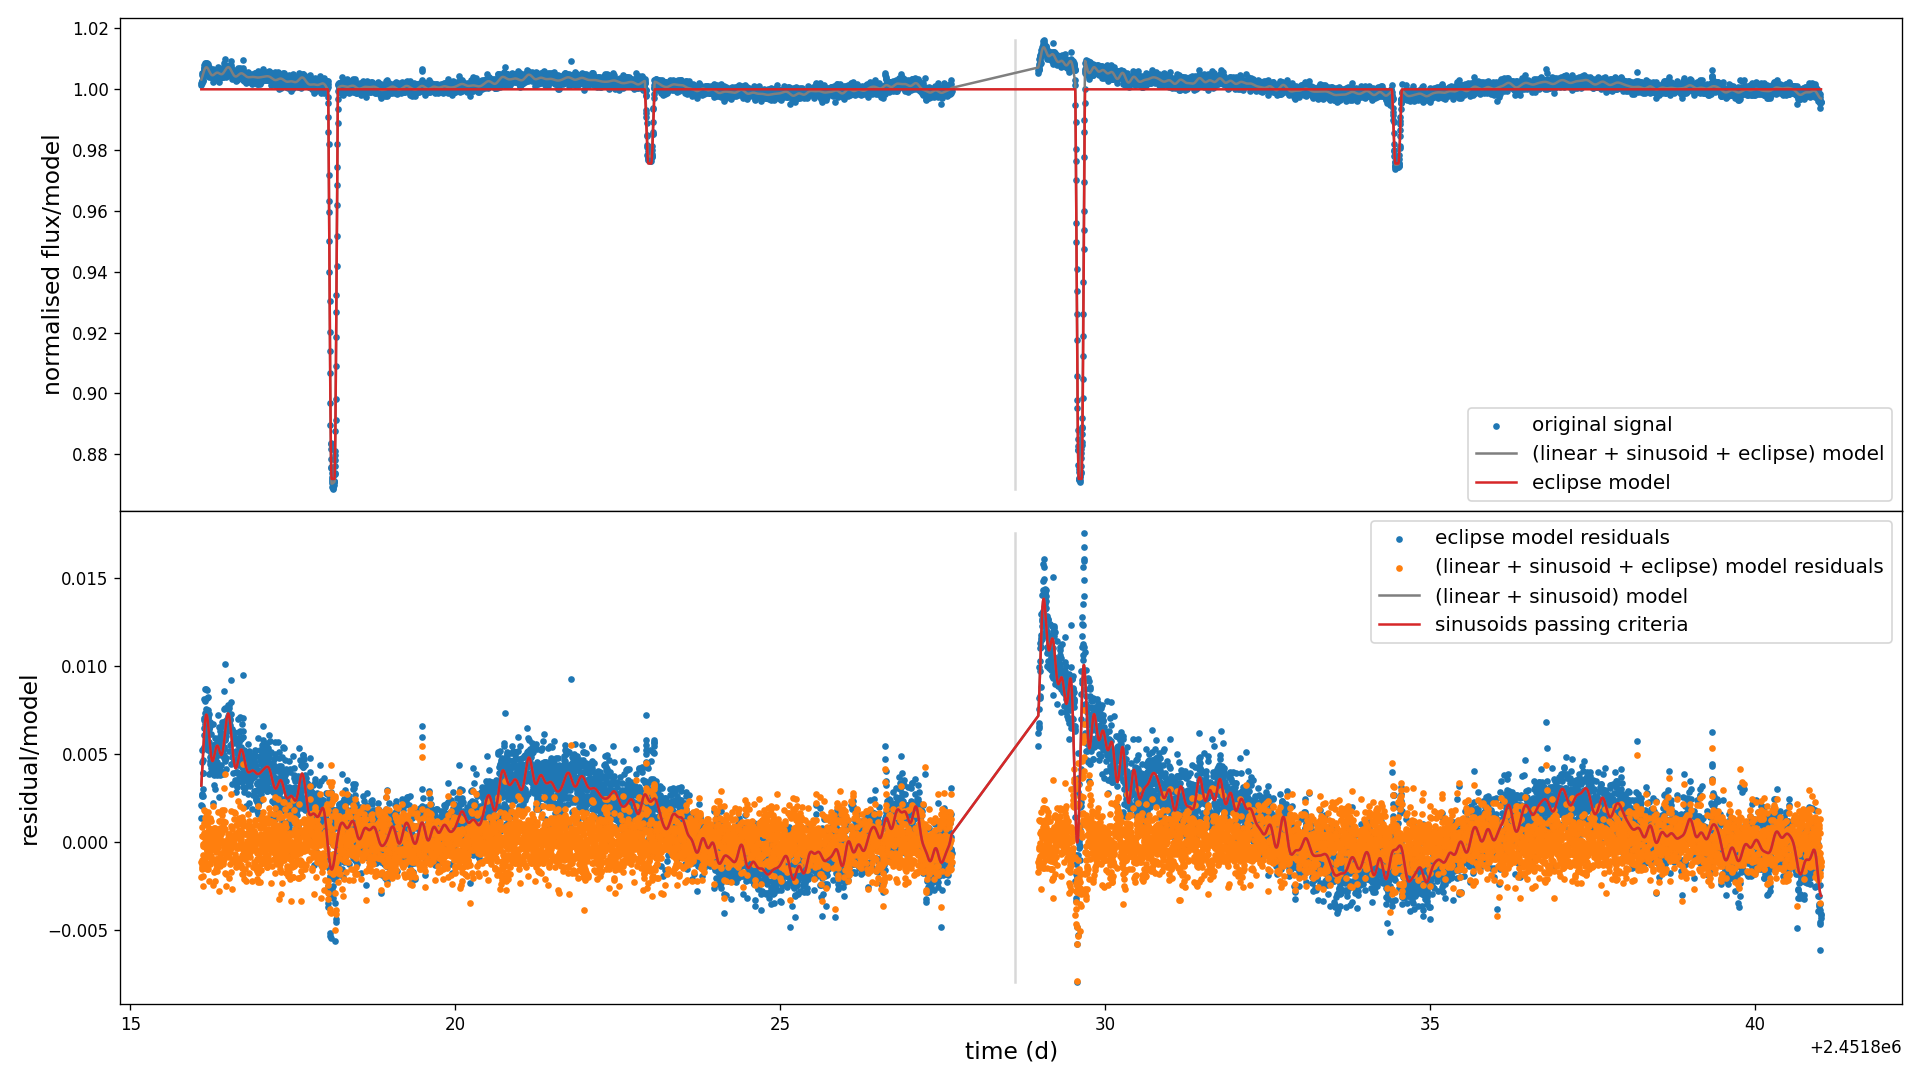 1.02
1.00
0.98
0.96
0.94
0.92
0.90
0.88
normalised flux/model
original signal
(linear + sinusoid + eclipse) model
eclipse model
0.015
0.010
0.005
0.000
−0.005
residual/model
eclipse model residuals
(linear + sinusoid + eclipse) model residuals
(linear + sinusoid) model
sinusoids passing criteria
15 20 25 30 35 40
time (d)
+2.4518e6